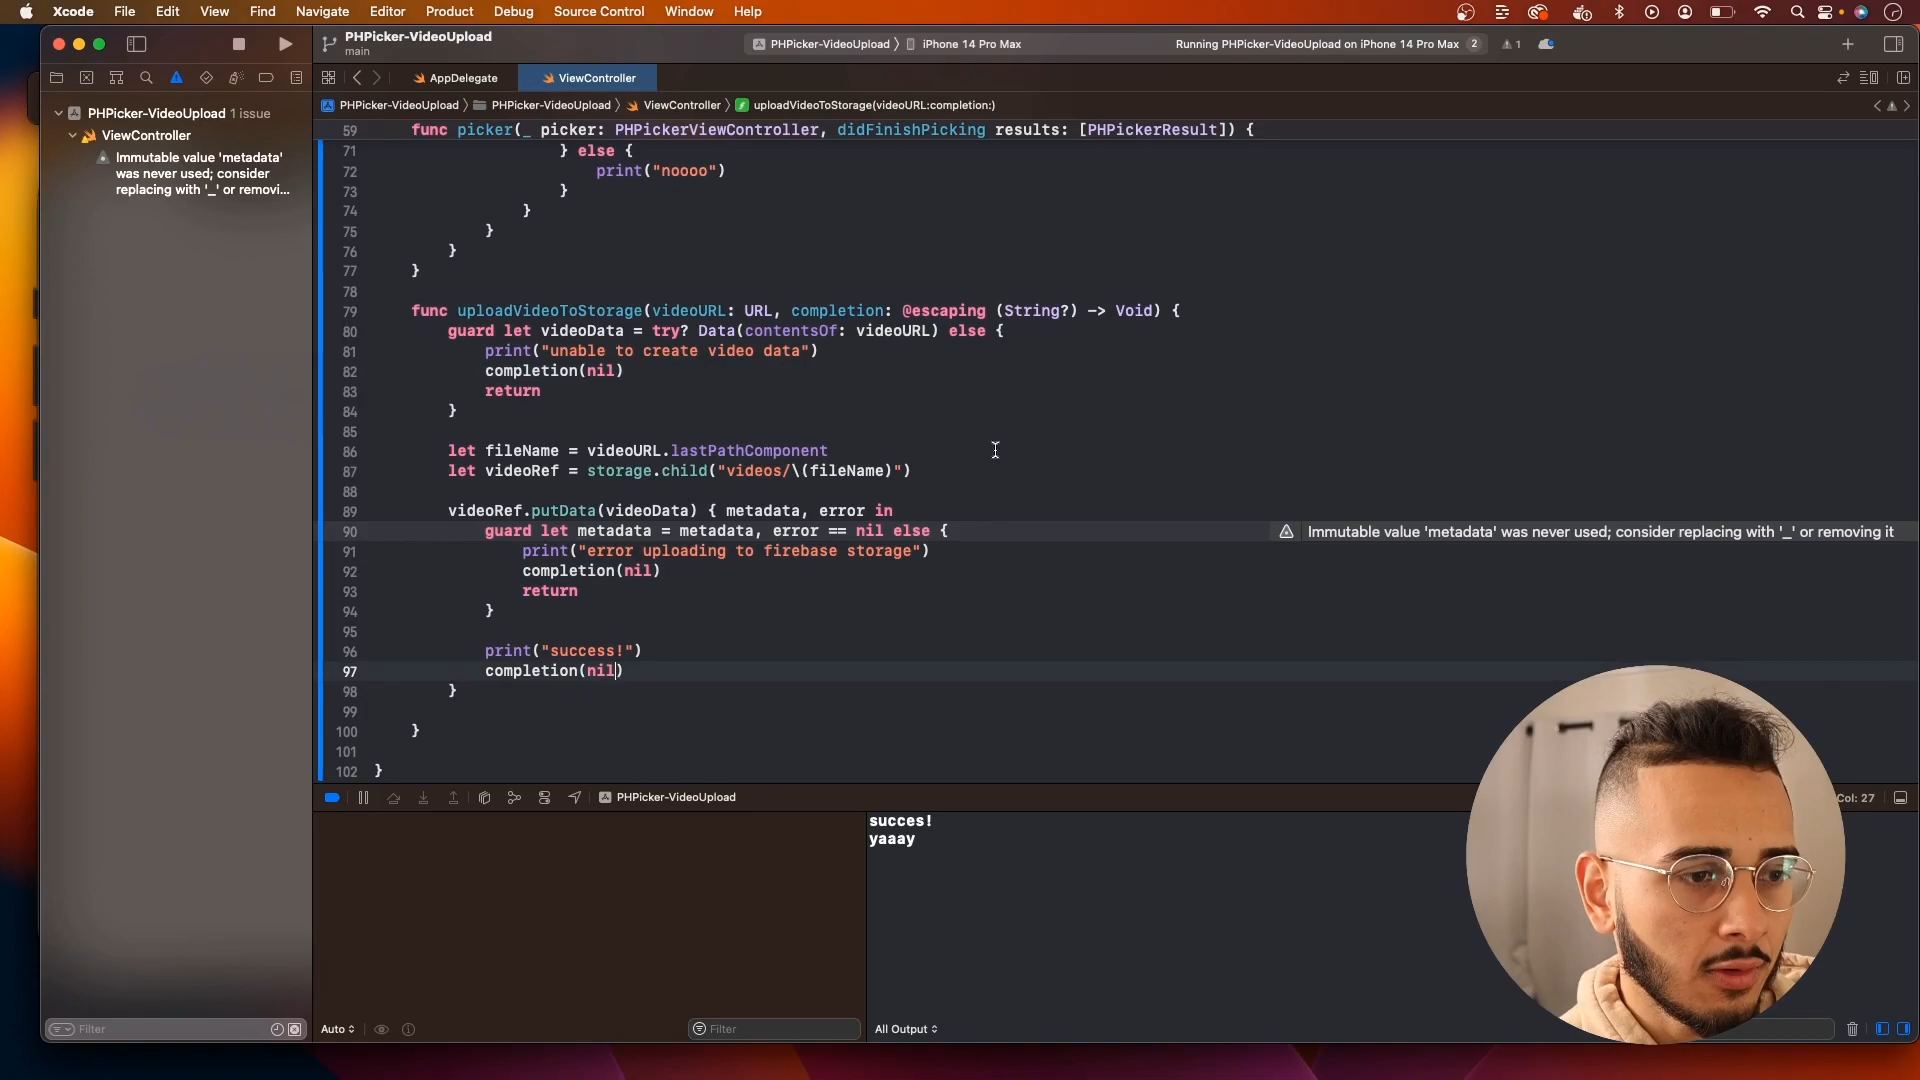 Xcode File Edit View Find Navigate Editor Product Debug Source Control Window Help
PHPicker-VideoUpload
main
PHPicker-VideoUpload 〉 iPhone 14 Pro Max
Running PHPicker-VideoUpload on iPhone 14 Pro Max 2 1
AppDelegate ViewController
PHPicker-VideoUpload 〉 PHPicker-VideoUpload 〉 ViewController 〉 uploadVideoToStorage(videoURL:completion:)
PHPicker-VideoUpload 1 issue
ViewController
Immutable value 'metadata'
was never used; consider
replacing with '_' or removi...
59 func picker(_ picker: PHPickerViewController, didFinishPicking results: [PHPickerResult]) {
71 } else {
72 print("noooo")
73 }
74 }
75 }
76 }
77 }
78
79 func uploadVideoToStorage(videoURL: URL, completion: @escaping (String?) -> Void) {
80 guard let videoData = try? Data(contentsOf: videoURL) else {
81 print("unable to create video data")
82 completion(nil)
83 return
84 }
85
86 let fileName = videoURL.lastPathComponent
87 let videoRef = storage.child("videos/\(fileName)")
88
89 videoRef.putData(videoData) { metadata, error in
90 guard let metadata = metadata, error == nil else {
Immutable value 'metadata' was never used; consider replacing with '_' or removing it
91 print("error uploading to firebase storage")
92 completion(nil)
93 return
94 }
95
96 print("success!")
97 completion(nil)
98 }
99
100 }
101
102 }
PHPicker-VideoUpload
Col: 27
succes!
yaaay
Filter
Auto
Filter
All Output